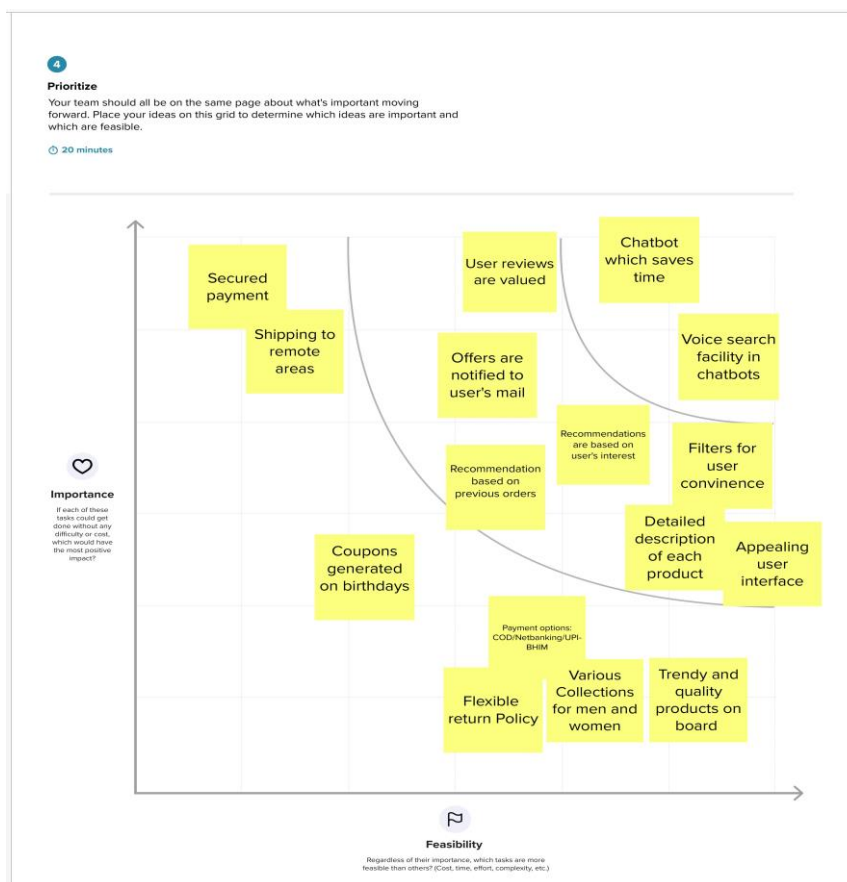 4
Prioritize
Your team should all be on the same page about what's important moving
forward. Place your ideas on this grid to determine which ideas are important and
which are feasible.
20 minutes
Secured
payment
Shipping to
remote
areas
User reviews
are valued
Chatbot
which saves
time
Offers are
notified to
user's mail
Voice search
facility in
chatbots
Recommendations
are based on
user's interest
Filters for
user
convinence
Recommendation
based on
previous orders
Importance
If each of these
tasks could get
done without any
difficulty or cost,
which would have
the most positive
impact?
Coupons
generated
on birthdays
Detailed
description
of each
product
Appealing
user
interface
Payment options:
COD/Netbanking/UPI-
BHIM
Flexible
return Policy
Various
Collections
for men and
women
Trendy and
quality
products on
board
Feasibility
Regardless of their importance, which tasks are more
feasible than others? (Cost, time, effort, complexity, etc.)